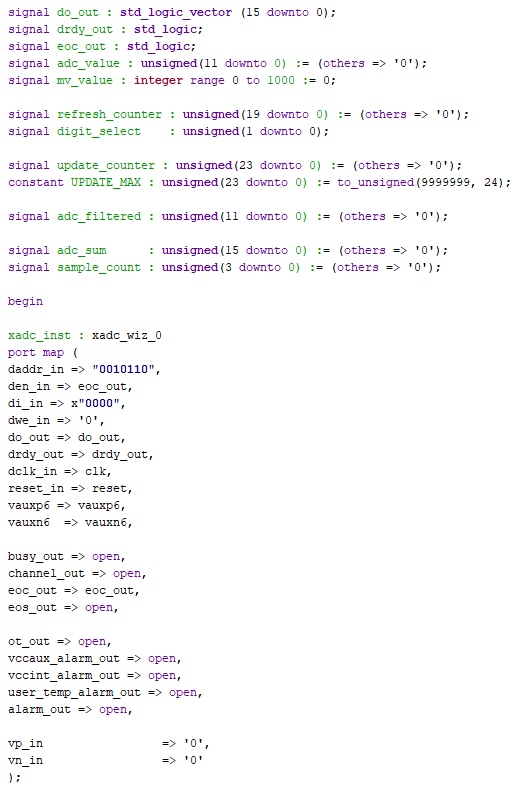 signal do_out : std_logic_vector (15 downto 0);
signal drdy_out : std_logic;
signal eoc_out : std_logic;
signal adc_value : unsigned(11 downto 0) := (others => '0');
signal mv_value : integer range 0 to 1000 := 0;

signal refresh_counter : unsigned(19 downto 0) := (others => '0');
signal digit_select    : unsigned(1 downto 0);

signal update_counter : unsigned(23 downto 0) := (others => '0');
constant UPDATE_MAX : unsigned(23 downto 0) := to_unsigned(9999999, 24);

signal adc_filtered : unsigned(11 downto 0) := (others => '0');

signal adc_sum      : unsigned(15 downto 0) := (others => '0');
signal sample_count : unsigned(3 downto 0) := (others => '0');

begin

xadc_inst : xadc_wiz_0
port map (
daddr_in => "0010110",
den_in => eoc_out,
di_in => x"0000",
dwe_in => '0',
do_out => do_out,
drdy_out => drdy_out,
dclk_in => clk,
reset_in => reset,
vauxp6 => vauxp6,
vauxn6  => vauxn6,

busy_out => open,
channel_out => open,
eoc_out => eoc_out,
eos_out => open,

ot_out => open,
vccaux_alarm_out => open,
vccint_alarm_out => open,
user_temp_alarm_out => open,
alarm_out => open,

vp_in                 => '0',
vn_in                 => '0'
);